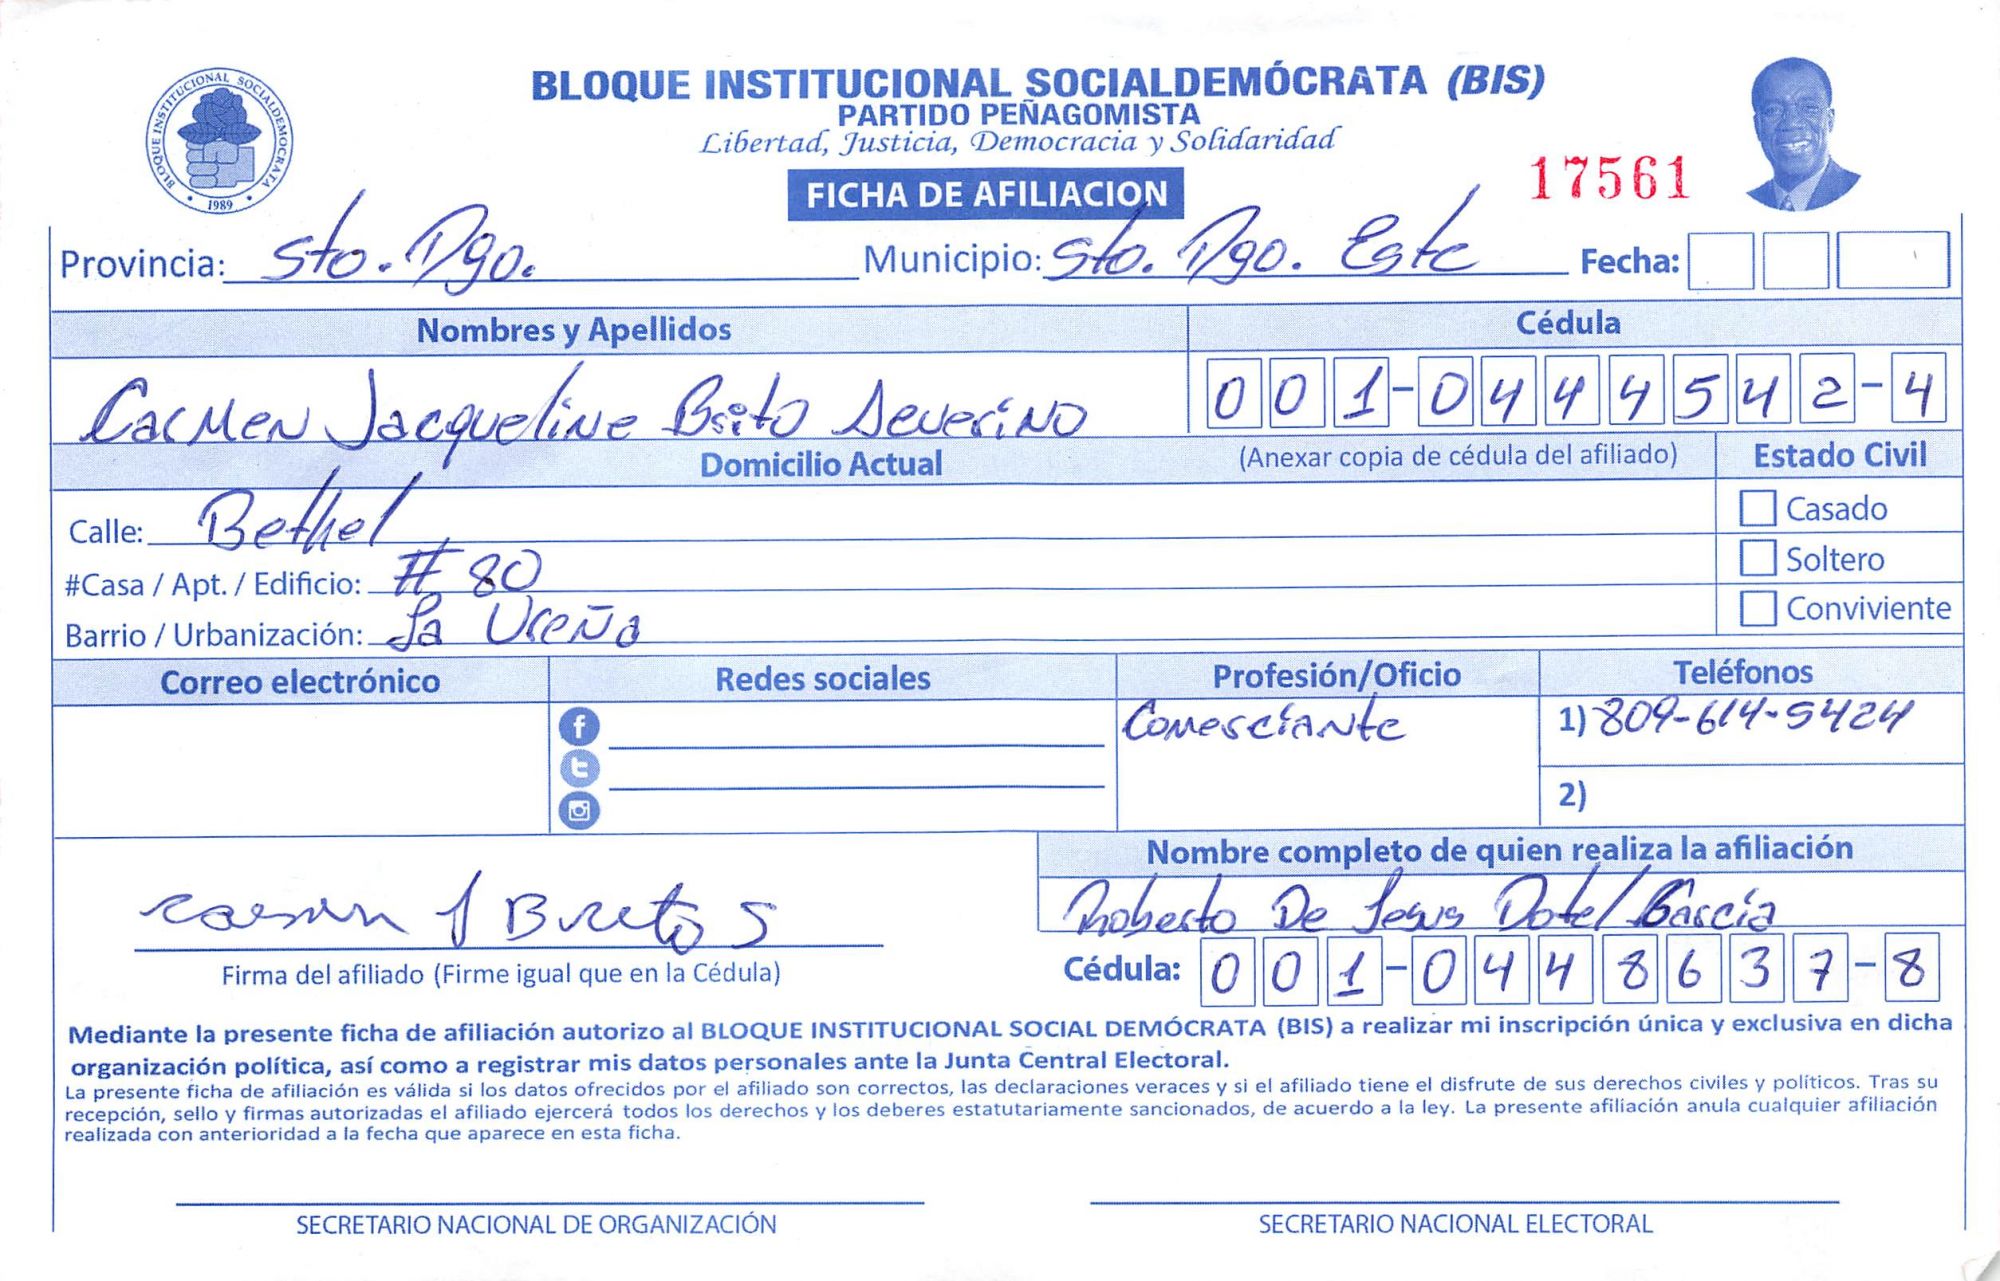 BLOQUE INSTITUCIONAL SOCIALDEMOCRATA
1989
BLOQUE INSTITUCIONAL SOCIALDEMÓCRATA (BIS)
PARTIDO PEÑAGOMISTA
Libertad, Justicia, Democracia y Solidaridad
FICHA DE AFILIACION
17561
Provincia: Sto. Dgo. Municipio: Sto. Dgo. Este Fecha:
Nombres y Apellidos Cédula
Carmen Jacqueline Brito Severino 001-0444542-4
Domicilio Actual (Anexar copia de cédula del afiliado) Estado Civil
Calle: Bethel Casado
#Casa / Apt. / Edificio: # 80 Soltero
Barrio / Urbanización: La Ureña Conviviente
Correo electrónico Redes sociales Profesión/Oficio Teléfonos
Comerciante 1) 809-614-5424
2)
Nombre completo de quien realiza la afiliación
Roberto De Jesus Dotel Garcia
Carmen J Brito S
Firma del afiliado (Firme igual que en la Cédula) Cédula: 001-0448637-8
Mediante la presente ficha de afiliación autorizo al BLOQUE INSTITUCIONAL SOCIAL DEMÓCRATA (BIS) a realizar mi inscripción única y exclusiva en dicha
organización política, así como a registrar mis datos personales ante la Junta Central Electoral.
La presente ficha de afiliación es válida si los datos ofrecidos por el afiliado son correctos, las declaraciones veraces y si el afiliado tiene el disfrute de sus derechos civiles y políticos. Tras su
recepción, sello y firmas autorizadas el afiliado ejercerá todos los derechos y los deberes estatutariamente sancionados, de acuerdo a la ley. La presente afiliación anula cualquier afiliación
realizada con anterioridad a la fecha que aparece en esta ficha.
SECRETARIO NACIONAL DE ORGANIZACIÓN SECRETARIO NACIONAL ELECTORAL